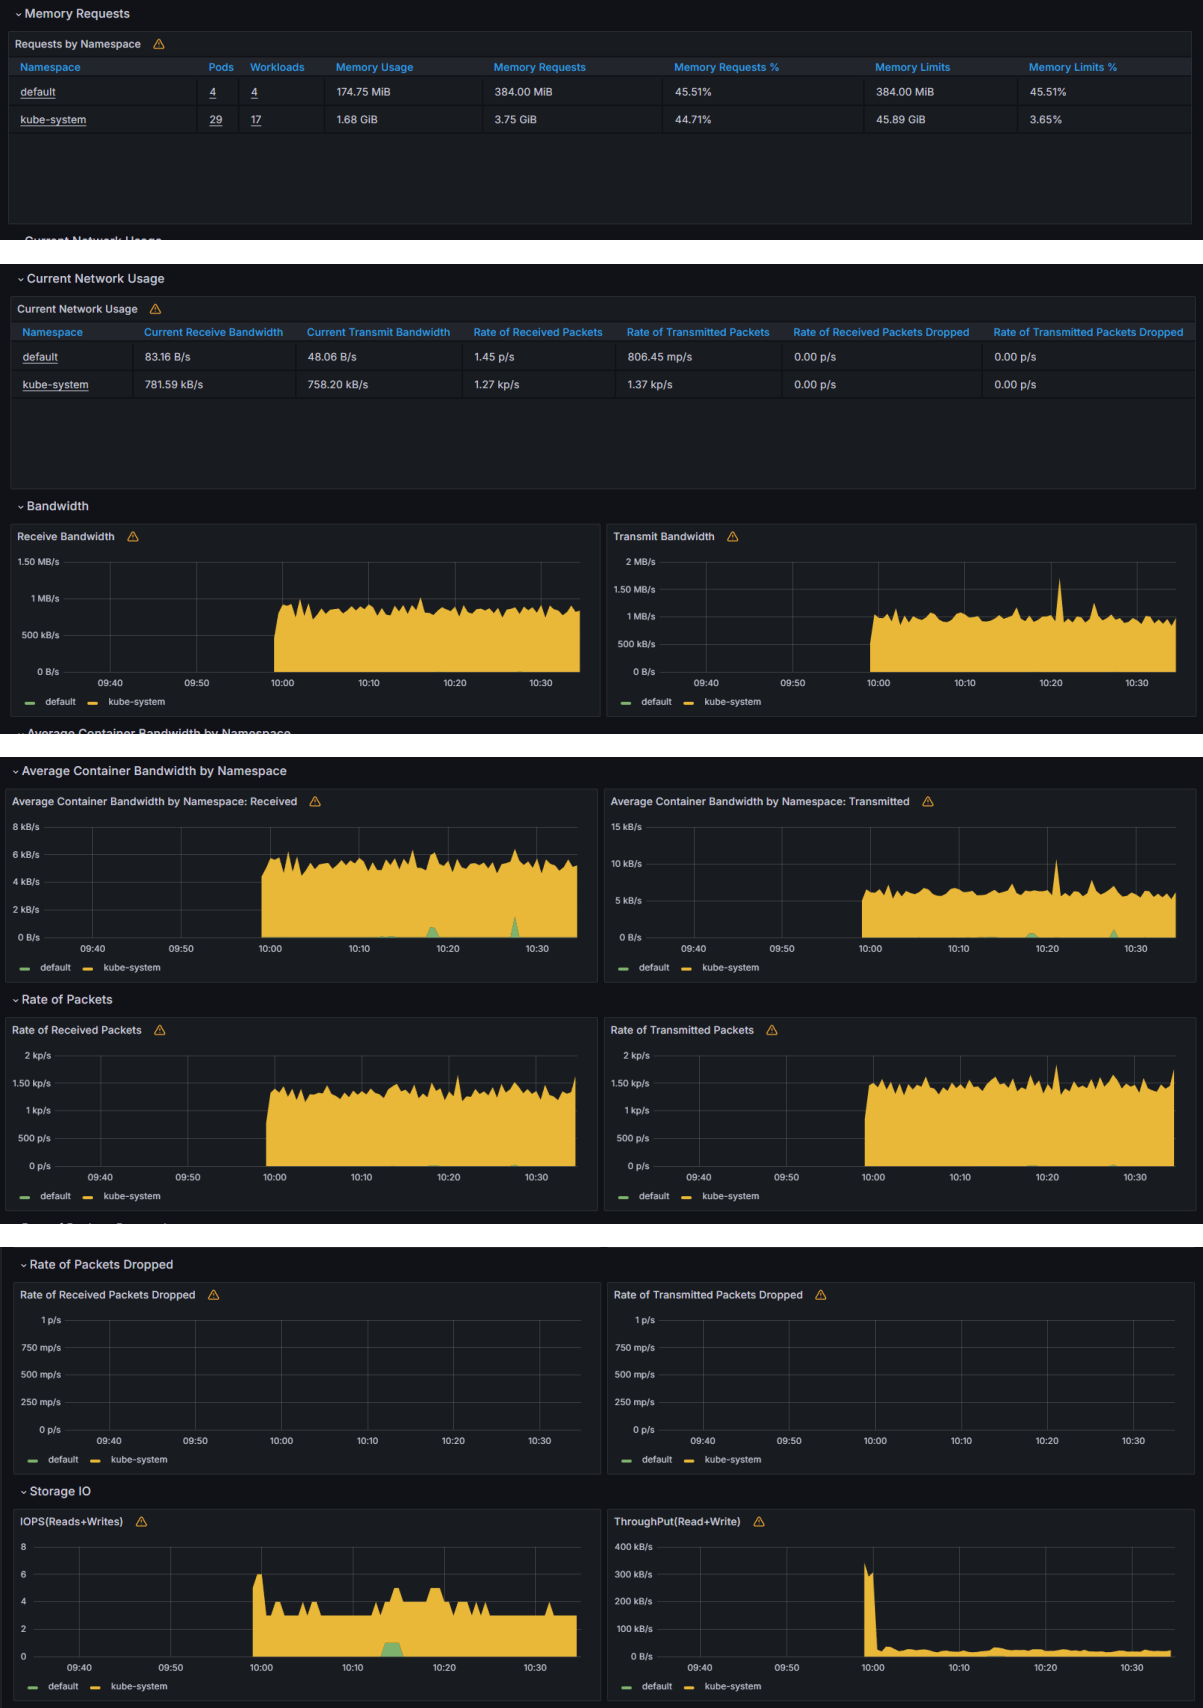 Memory Requests
Requests by Namespace
Namespace Pods Workloads Memory Usage Memory Requests Memory Requests % Memory Limits Memory Limits %
default 4 4 174.75 MiB 384.00 MiB 45.51% 384.00 MiB 45.51%
kube-system 29 17 1.68 GiB 3.75 GiB 44.71% 45.89 GiB 3.65%
Current Network Usage
Current Network Usage
Current Network Usage
Namespace Current Receive Bandwidth Current Transmit Bandwidth Rate of Received Packets Rate of Transmitted Packets Rate of Received Packets Dropped Rate of Transmitted Packets Dropped
default 83.16 B/s 48.06 B/s 1.45 p/s 806.45 mp/s 0.00 p/s 0.00 p/s
kube-system 781.59 kB/s 758.20 kB/s 1.27 kp/s 1.37 kp/s 0.00 p/s 0.00 p/s
Bandwidth
Receive Bandwidth
1.50 MB/s
1 MB/s
500 kB/s
0 B/s
09:40 09:50 10:00 10:10 10:20 10:30
default kube-system
Transmit Bandwidth
2 MB/s
1.50 MB/s
1 MB/s
500 kB/s
0 B/s
09:40 09:50 10:00 10:10 10:20 10:30
default kube-system
Average Container Bandwidth by Namespace
Average Container Bandwidth by Namespace
Average Container Bandwidth by Namespace: Received
8 kB/s
6 kB/s
4 kB/s
2 kB/s
0 B/s
09:40 09:50 10:00 10:10 10:20 10:30
default kube-system
Average Container Bandwidth by Namespace: Transmitted
15 kB/s
10 kB/s
5 kB/s
0 B/s
09:40 09:50 10:00 10:10 10:20 10:30
default kube-system
Rate of Packets
Rate of Received Packets
2 kp/s
1.50 kp/s
1 kp/s
500 p/s
0 p/s
09:40 09:50 10:00 10:10 10:20 10:30
default kube-system
Rate of Transmitted Packets
2 kp/s
1.50 kp/s
1 kp/s
500 p/s
0 p/s
09:40 09:50 10:00 10:10 10:20 10:30
default kube-system
Rate of Packets Dropped
Rate of Received Packets Dropped
1 p/s
750 mp/s
500 mp/s
250 mp/s
0 p/s
09:40 09:50 10:00 10:10 10:20 10:30
default kube-system
Rate of Transmitted Packets Dropped
1 p/s
750 mp/s
500 mp/s
250 mp/s
0 p/s
09:40 09:50 10:00 10:10 10:20 10:30
default kube-system
Storage IO
IOPS(Reads+Writes)
8
6
4
2
0
09:40 09:50 10:00 10:10 10:20 10:30
default kube-system
ThroughPut(Read+Write)
400 kB/s
300 kB/s
200 kB/s
100 kB/s
0 B/s
09:40 09:50 10:00 10:10 10:20 10:30
default kube-system